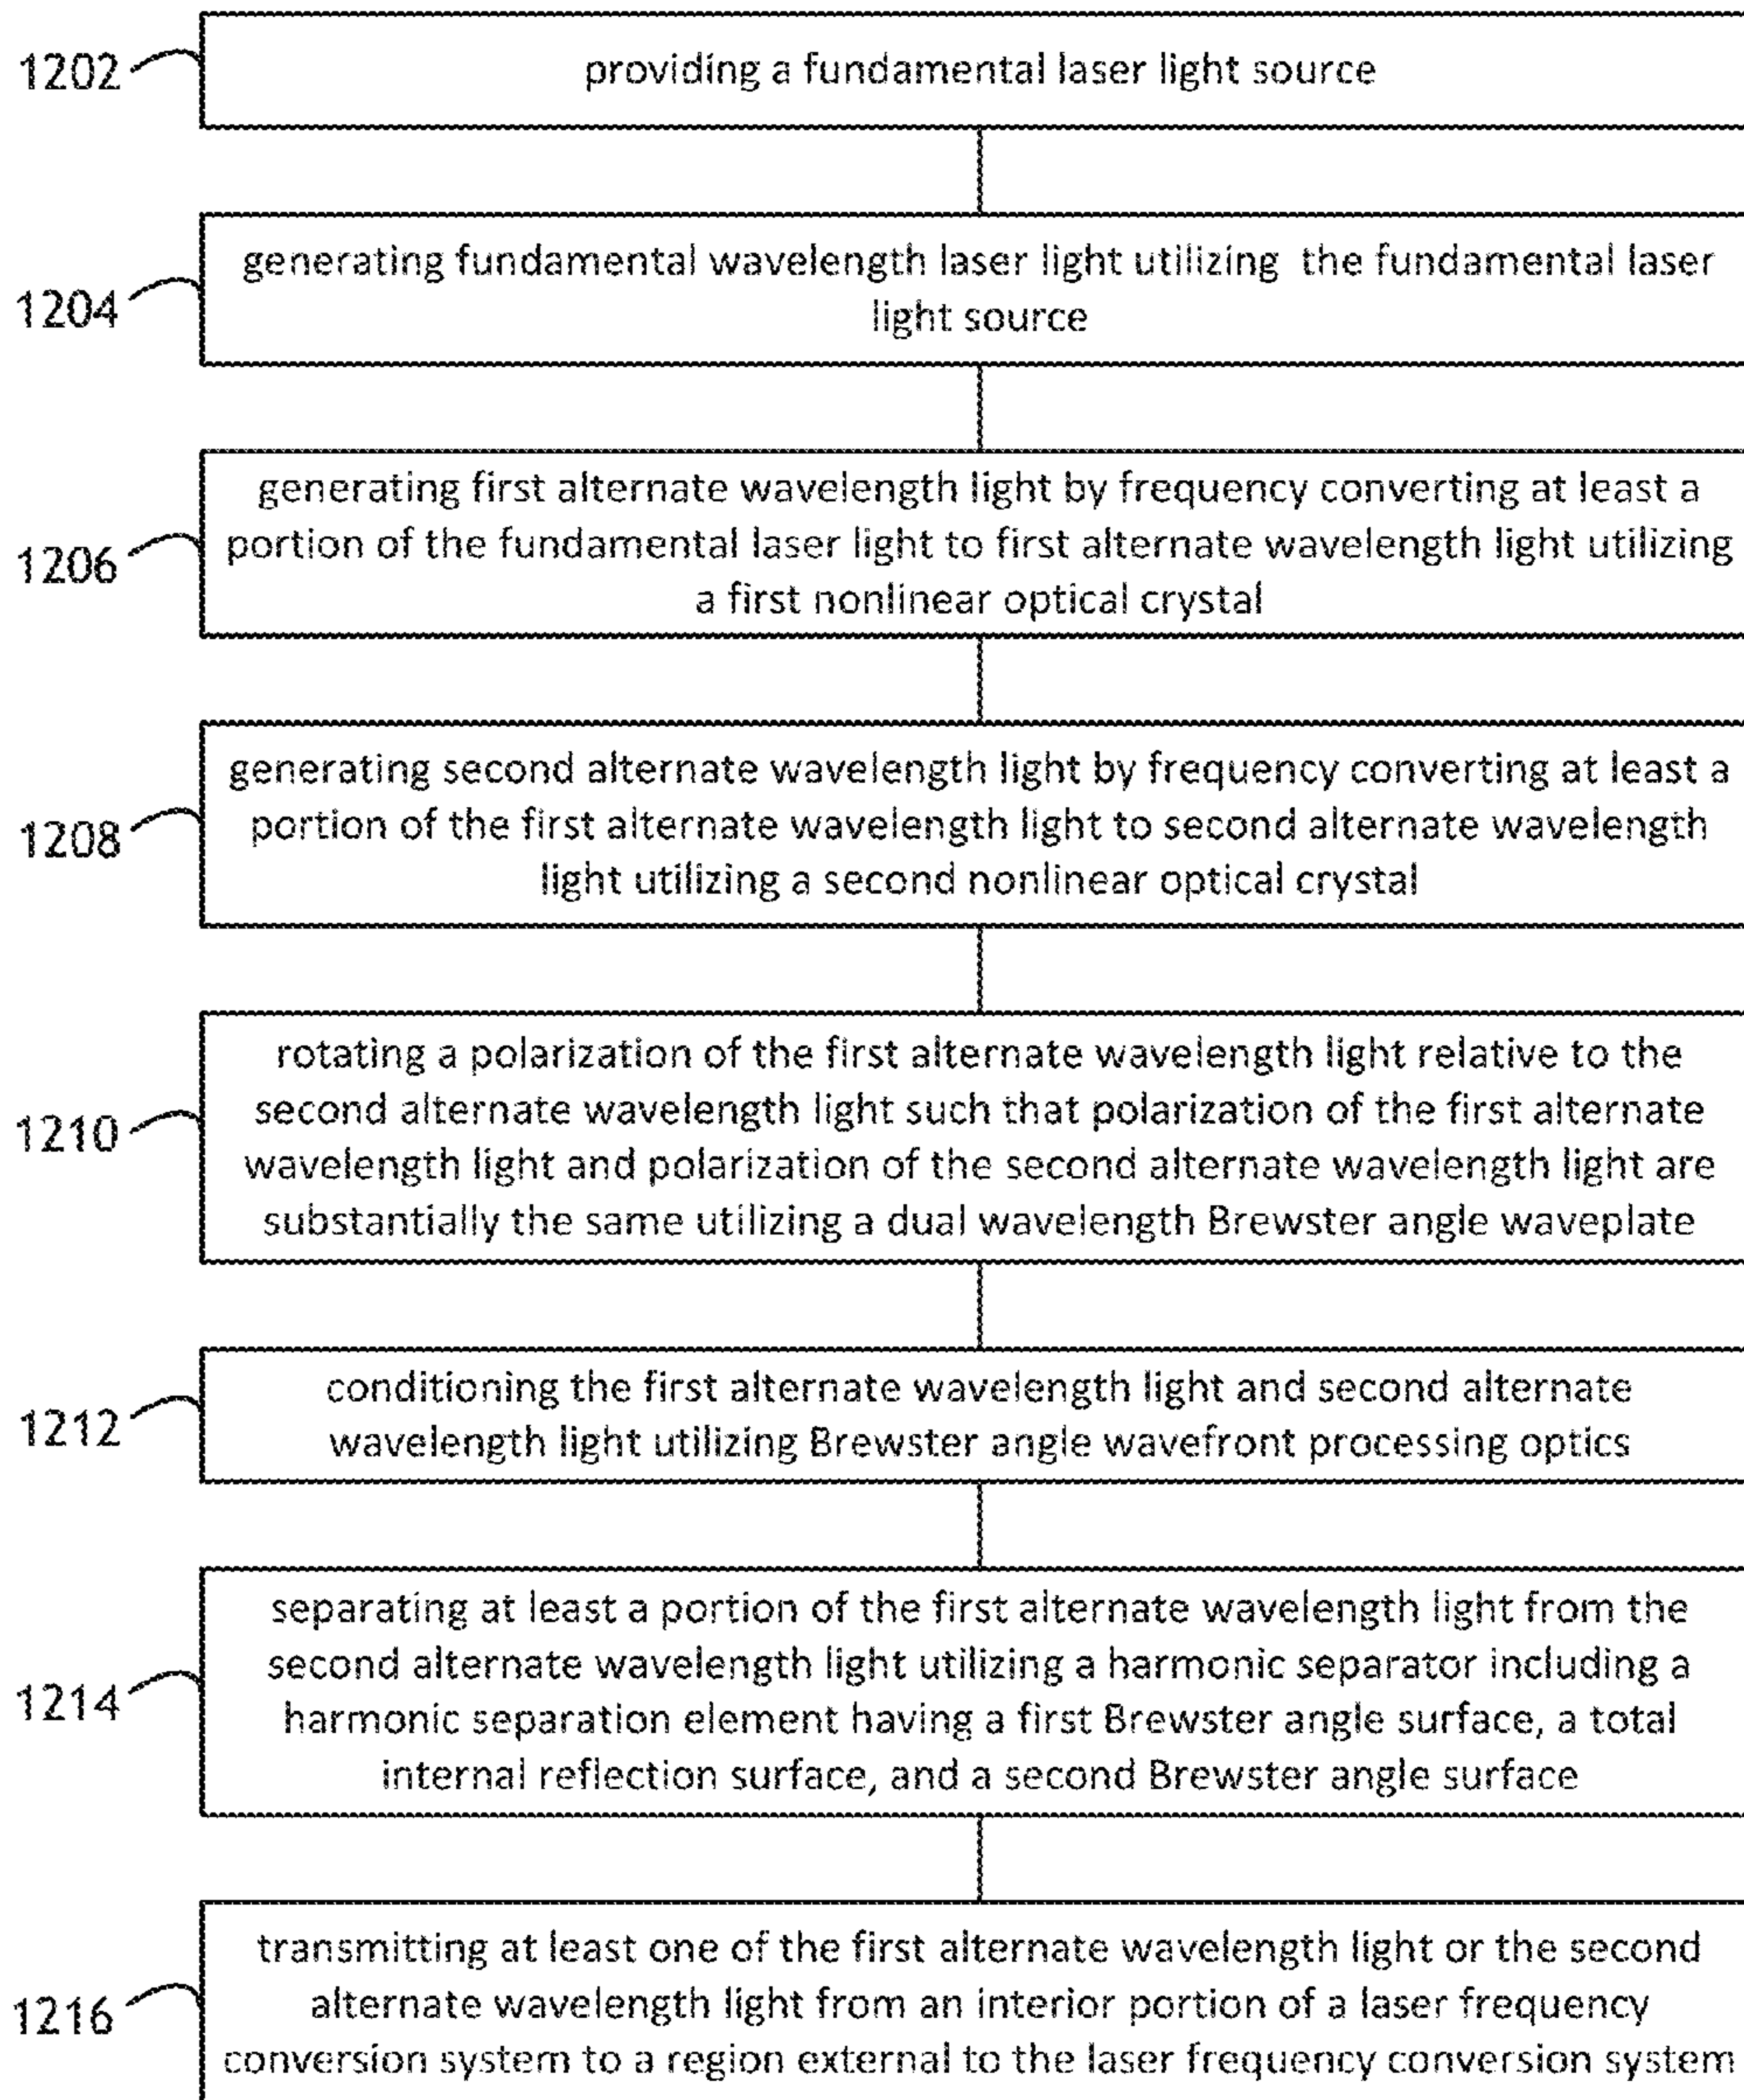 1202
providing a fundamental laser light source
1204
generating fundamental wavelength laser light utilizing the fundamental laser
light source
1206
generating first alternate wavelength light by frequency converting at least a
portion of the fundamental laser light to first alternate wavelength light utilizing
a first nonlinear optical crystal
1208
generating second alternate wavelength light by frequency converting at least a
portion of the first alternate wavelength light to second alternate wavelength
light utilizing a second nonlinear optical crystal
1210
rotating a polarization of the first alternate wavelength light relative to the
second alternate wavelength light such that polarization of the first alternate
wavelength light and polarization of the second alternate wavelength light are
substantially the same utilizing a dual wavelength Brewster angle waveplate
1212
conditioning the first alternate wavelength light and second alternate
wavelength light utilizing Brewster angle wavefront processing optics
1214
separating at least a portion of the first alternate wavelength light from the
second alternate wavelength light utilizing a harmonic separator including a
harmonic separation element having a first Brewster angle surface, a total
internal reflection surface, and a second Brewster angle surface
1216
transmitting at least one of the first alternate wavelength light or the second
alternate wavelength light from an interior portion of a laser frequency
conversion system to a region external to the laser frequency conversion system